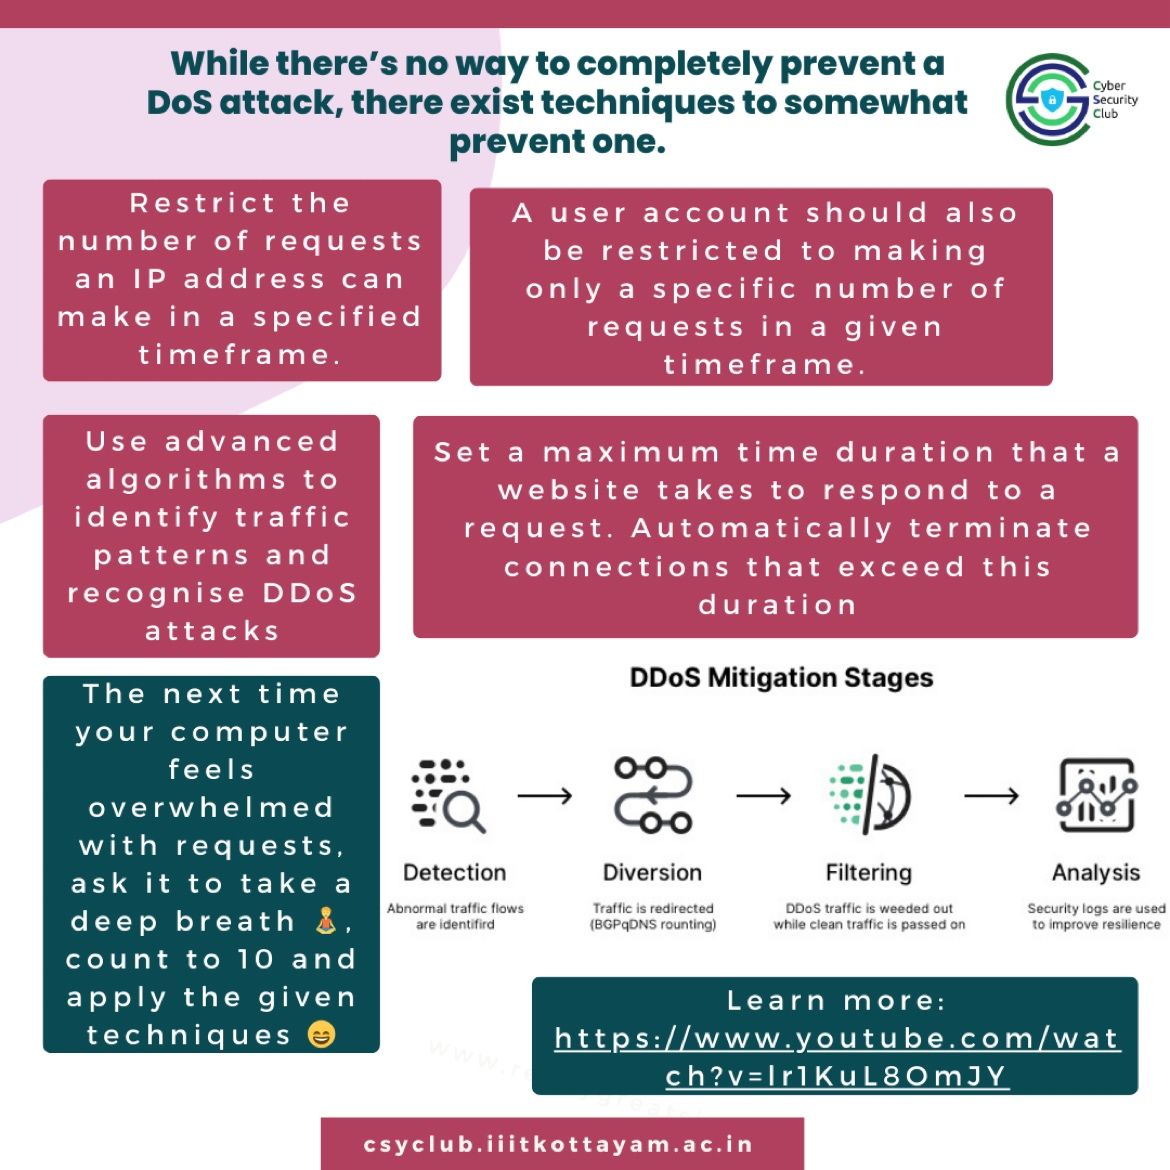 While there's no way to completely prevent a
DoS attack, there exist techniques to somewhat
prevent one.
Cyber
Security
Club
Restrict the
number of requests
an IP address can
make in a specified
timeframe.
A user account should also
be restricted to making
only a specific number of
requests in a given
timeframe.
Use advanced
algorithms to
identify traffic
patterns and
recognise DDoS
attacks
Set a maximum time duration that a
website takes to respond to a
request. Automatically terminate
connections that exceed this
duration
The next time
your computer
feels
overwhelmed
with requests,
ask it to take a
deep breath 🧘,
count to 10 and
apply the given
techniques 😄
DDoS Mitigation Stages
Detection
Abnormal traffic flows
are identifird
Diversion
Traffic is redirected
(BGPqDNS rounting)
Filtering
DDoS traffic is weeded out
while clean traffic is passed on
Analysis
Security logs are used
to improve resilience
Learn more:
https://www.youtube.com/wat
ch?v=lr1KuL8OmJY
csyclub.iiitkottayam.ac.in